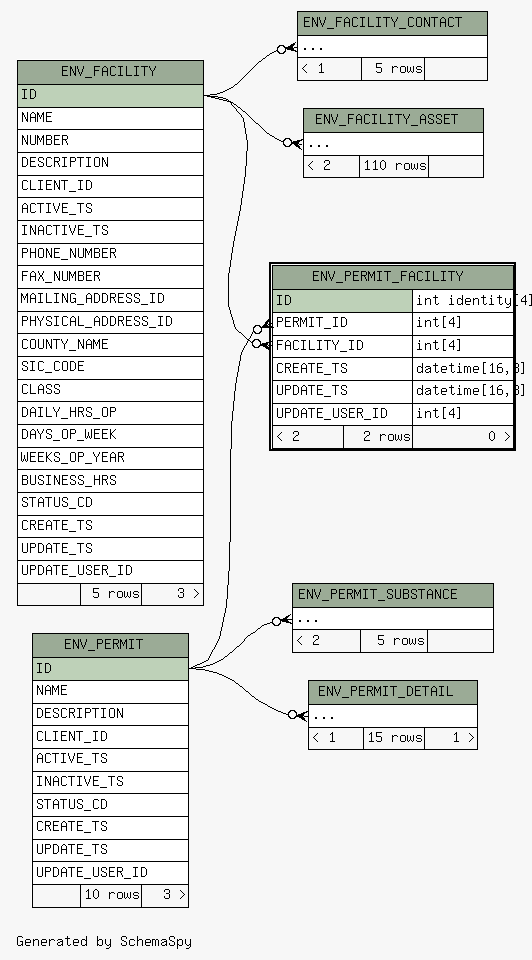 ENV_FACILITY_CONTACT
...
< 1 5 rows
ENV_FACILITY
ID
NAME
NUMBER
DESCRIPTION
CLIENT_ID
ACTIVE_TS
INACTIVE_TS
PHONE_NUMBER
FAX_NUMBER
MAILING_ADDRESS_ID
PHYSICAL_ADDRESS_ID
COUNTY_NAME
SIC_CODE
CLASS
DAILY_HRS_OP
DAYS_OP_WEEK
WEEKS_OP_YEAR
BUSINESS_HRS
STATUS_CD
CREATE_TS
UPDATE_TS
UPDATE_USER_ID
5 rows 3 >
ENV_FACILITY_ASSET
...
< 2 110 rows
ENV_PERMIT_FACILITY
ID int identity[4]
PERMIT_ID int[4]
FACILITY_ID int[4]
CREATE_TS datetime[16,3]
UPDATE_TS datetime[16,3]
UPDATE_USER_ID int[4]
< 2 2 rows 0 >
ENV_PERMIT_SUBSTANCE
...
< 2 5 rows
ENV_PERMIT
ID
NAME
DESCRIPTION
CLIENT_ID
ACTIVE_TS
INACTIVE_TS
STATUS_CD
CREATE_TS
UPDATE_TS
UPDATE_USER_ID
10 rows 3 >
ENV_PERMIT_DETAIL
...
< 1 15 rows 1 >
Generated by SchemaSpy